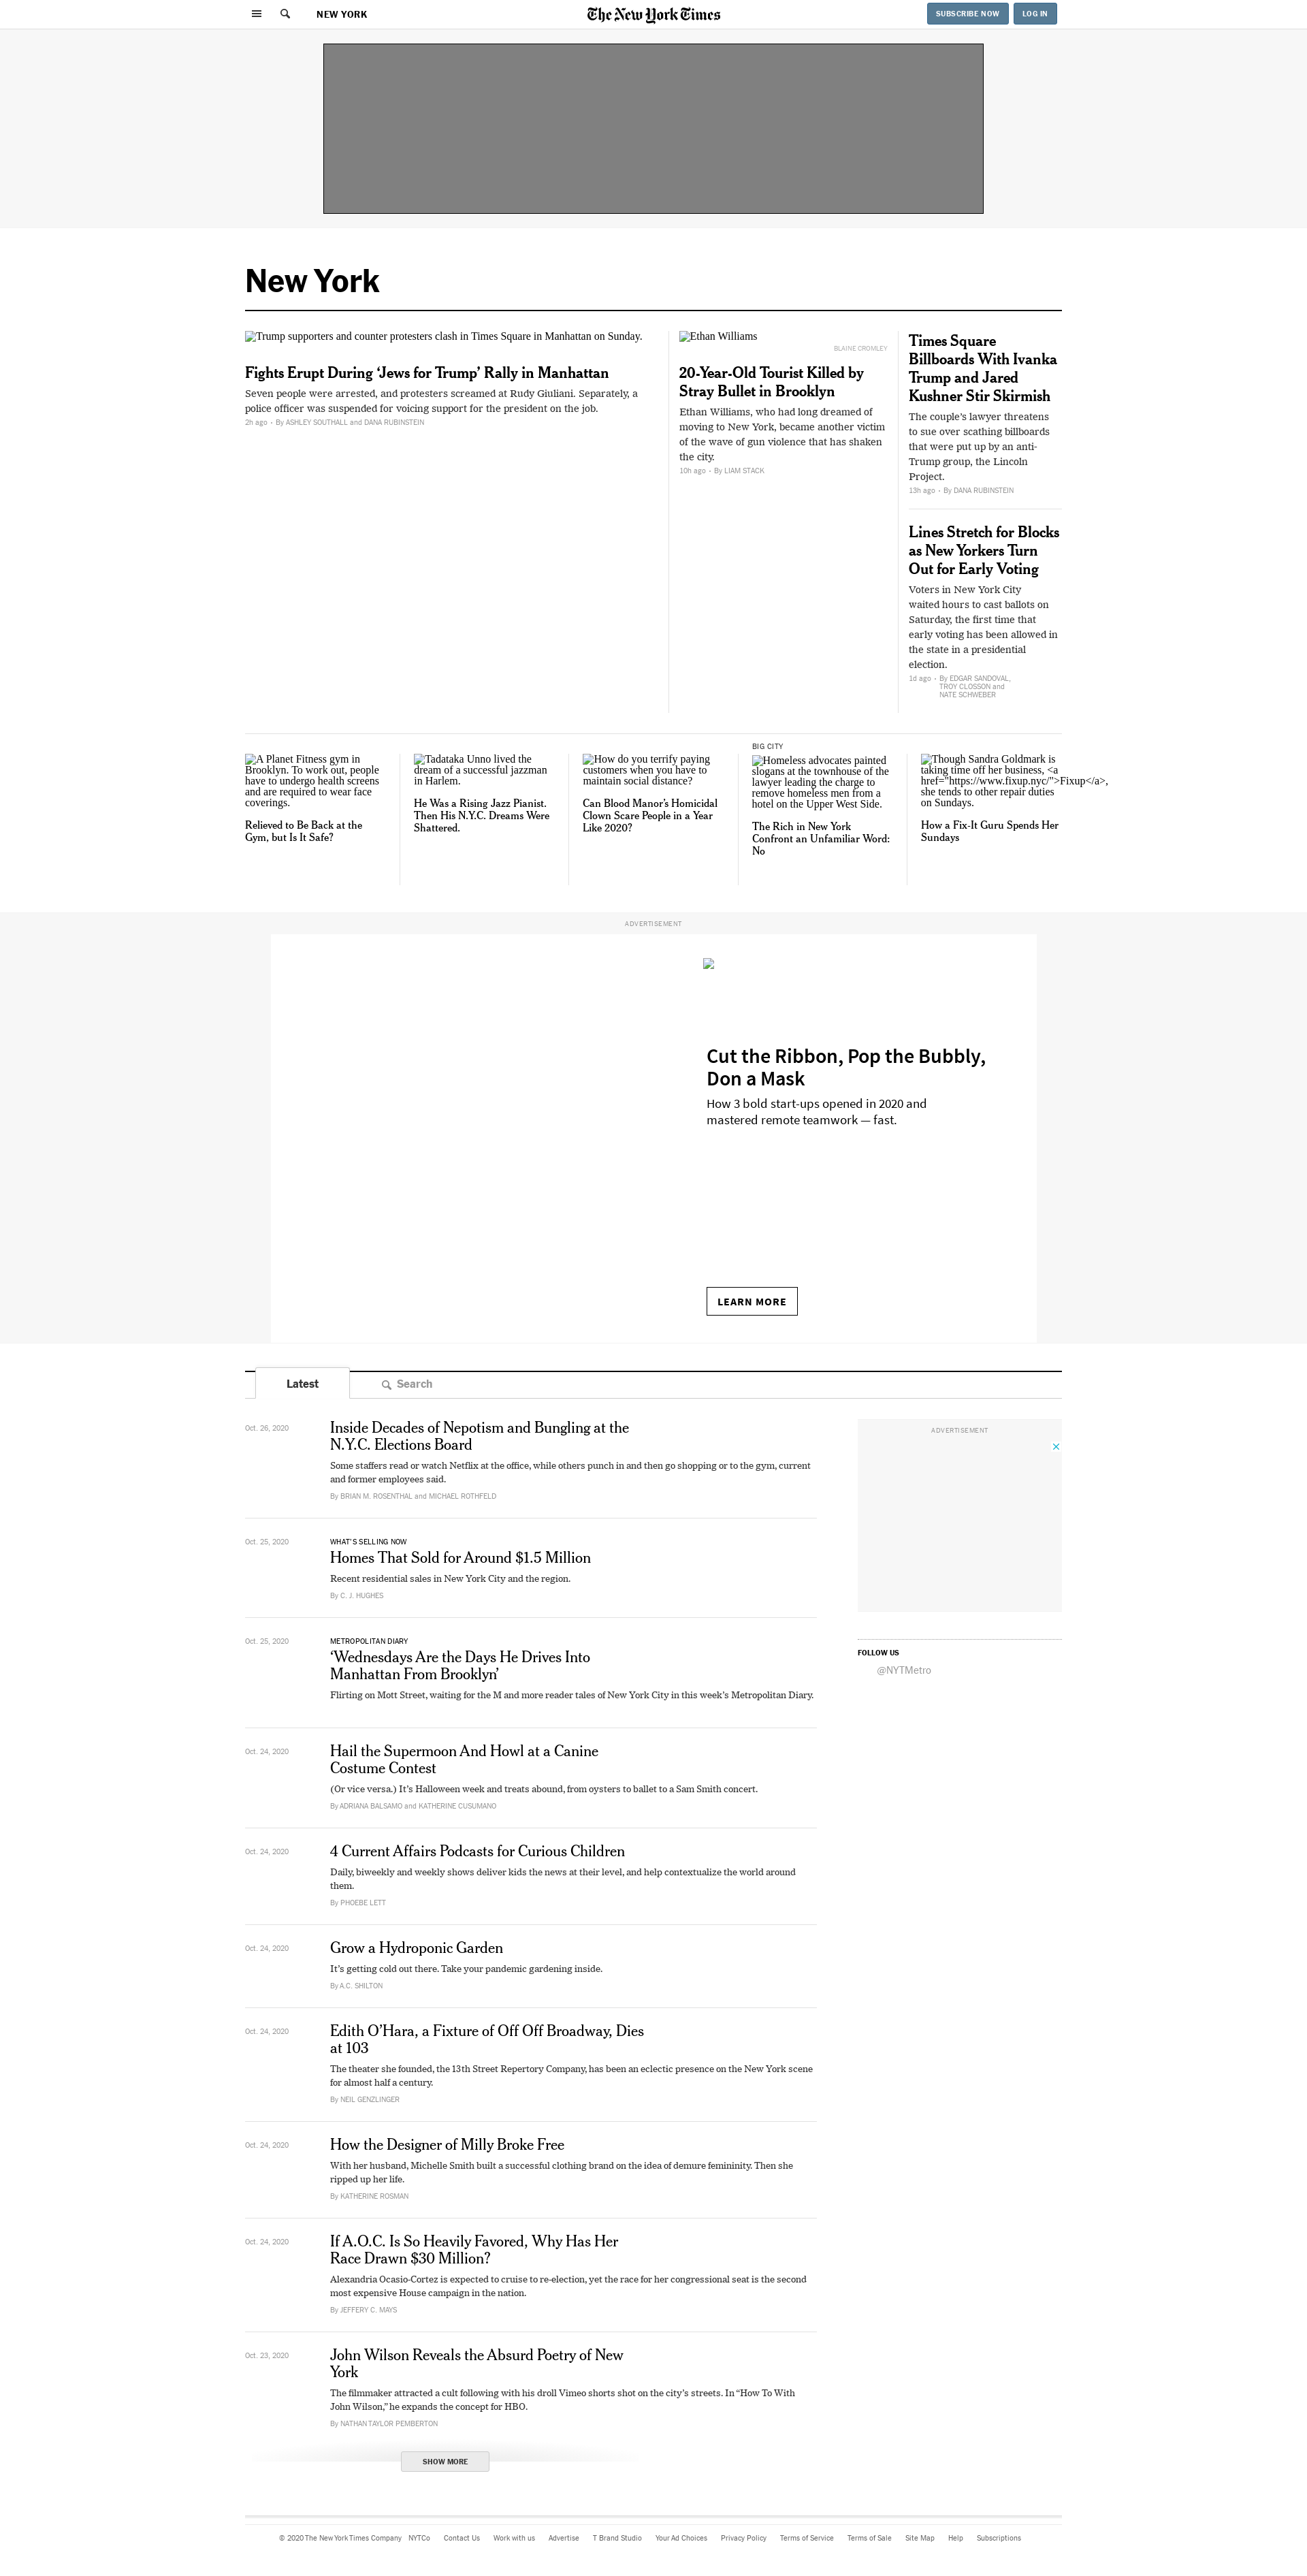 NEW YORK
The New York Times
SUBSCRIBE NOW
LOG IN
New York
Trump supporters and counter protesters clash in Times Square in Manhattan on Sunday.
Fights Erupt During ‘Jews for Trump’ Rally in Manhattan
Seven people were arrested, and protesters screamed at Rudy Giuliani. Separately, a
police officer was suspended for voicing support for the president on the job.
2h ago • By ASHLEY SOUTHALL and DANA RUBINSTEIN
Ethan Williams
BLAINE CROMLEY
20-Year-Old Tourist Killed by
Stray Bullet in Brooklyn
Ethan Williams, who had long dreamed of
moving to New York, became another victim
of the wave of gun violence that has shaken
the city.
10h ago • By LIAM STACK
Times Square
Billboards With Ivanka
Trump and Jared
Kushner Stir Skirmish
The couple’s lawyer threatens
to sue over scathing billboards
that were put up by an anti-
Trump group, the Lincoln
Project.
13h ago • By DANA RUBINSTEIN
Lines Stretch for Blocks
as New Yorkers Turn
Out for Early Voting
Voters in New York City
waited hours to cast ballots on
Saturday, the first time that
early voting has been allowed in
the state in a presidential
election.
1d ago • By EDGAR SANDOVAL,
TROY CLOSSON and
NATE SCHWEBER
A Planet Fitness gym in
Brooklyn. To work out, people
have to undergo health screens
and are required to wear face
coverings.
Relieved to Be Back at the
Gym, but Is It Safe?
Tadataka Unno lived the
dream of a successful jazzman
in Harlem.
He Was a Rising Jazz Pianist.
Then His N.Y.C. Dreams Were
Shattered.
How do you terrify paying
customers when you have to
maintain social distance?
Can Blood Manor’s Homicidal
Clown Scare People in a Year
Like 2020?
BIG CITY
Homeless advocates painted
slogans at the townhouse of the
lawyer leading the charge to
remove homeless men from a
hotel on the Upper West Side.
The Rich in New York
Confront an Unfamiliar Word:
No
Though Sandra Goldmark is
taking time off her business, <a
href="https://www.fixup.nyc/">Fixup</a>,
she tends to other repair duties
on Sundays.
How a Fix-It Guru Spends Her
Sundays
ADVERTISEMENT
Cut the Ribbon, Pop the Bubbly,
Don a Mask
How 3 bold start-ups opened in 2020 and
mastered remote teamwork — fast.
LEARN MORE
Latest
Search
Oct. 26, 2020
Inside Decades of Nepotism and Bungling at the
N.Y.C. Elections Board
Some staffers read or watch Netflix at the office, while others punch in and then go shopping or to the gym, current
and former employees said.
By BRIAN M. ROSENTHAL and MICHAEL ROTHFELD
ADVERTISEMENT
Oct. 25, 2020
WHAT’S SELLING NOW
Homes That Sold for Around $1.5 Million
Recent residential sales in New York City and the region.
By C. J. HUGHES
Oct. 25, 2020
METROPOLITAN DIARY
‘Wednesdays Are the Days He Drives Into
Manhattan From Brooklyn’
Flirting on Mott Street, waiting for the M and more reader tales of New York City in this week’s Metropolitan Diary.
FOLLOW US
@NYTMetro
Oct. 24, 2020
Hail the Supermoon And Howl at a Canine
Costume Contest
(Or vice versa.) It’s Halloween week and treats abound, from oysters to ballet to a Sam Smith concert.
By ADRIANA BALSAMO and KATHERINE CUSUMANO
Oct. 24, 2020
4 Current Affairs Podcasts for Curious Children
Daily, biweekly and weekly shows deliver kids the news at their level, and help contextualize the world around
them.
By PHOEBE LETT
Oct. 24, 2020
Grow a Hydroponic Garden
It’s getting cold out there. Take your pandemic gardening inside.
By A.C. SHILTON
Oct. 24, 2020
Edith O’Hara, a Fixture of Off Off Broadway, Dies
at 103
The theater she founded, the 13th Street Repertory Company, has been an eclectic presence on the New York scene
for almost half a century.
By NEIL GENZLINGER
Oct. 24, 2020
How the Designer of Milly Broke Free
With her husband, Michelle Smith built a successful clothing brand on the idea of demure femininity. Then she
ripped up her life.
By KATHERINE ROSMAN
Oct. 24, 2020
If A.O.C. Is So Heavily Favored, Why Has Her
Race Drawn $30 Million?
Alexandria Ocasio-Cortez is expected to cruise to re-election, yet the race for her congressional seat is the second
most expensive House campaign in the nation.
By JEFFERY C. MAYS
Oct. 23, 2020
John Wilson Reveals the Absurd Poetry of New
York
The filmmaker attracted a cult following with his droll Vimeo shorts shot on the city’s streets. In “How To With
John Wilson,” he expands the concept for HBO.
By NATHAN TAYLOR PEMBERTON
SHOW MORE
© 2020 The New York Times Company NYTCo Contact Us Work with us Advertise T Brand Studio Your Ad Choices Privacy Policy Terms of Service Terms of Sale Site Map Help Subscriptions